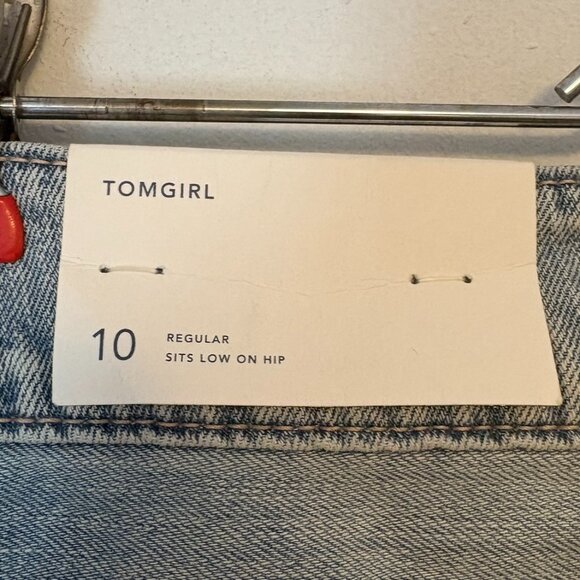 TOMGIRL
10
REGULAR
SITS LOW ON HIP